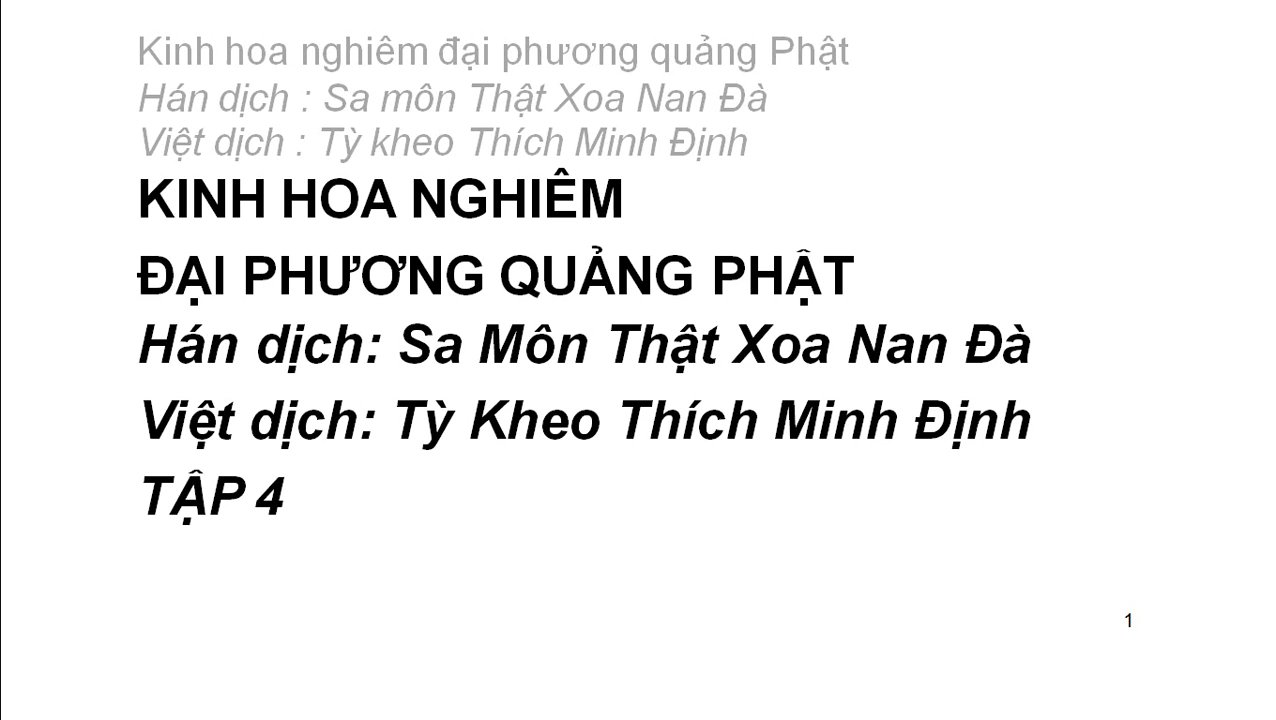 Kinh hoa nghiêm đại phương quảng Phật
Hán dịch : Sa môn Thật Xoa Nan Đà
Việt dịch : Tỳ kheo Thích Minh Định
KINH HOA NGHIÊM
ĐẠI PHƯƠNG QUẢNG PHẬT
Hán dịch: Sa Môn Thật Xoa Nan Đà
Việt dịch: Tỳ Kheo Thích Minh Định
TẬP 4
1